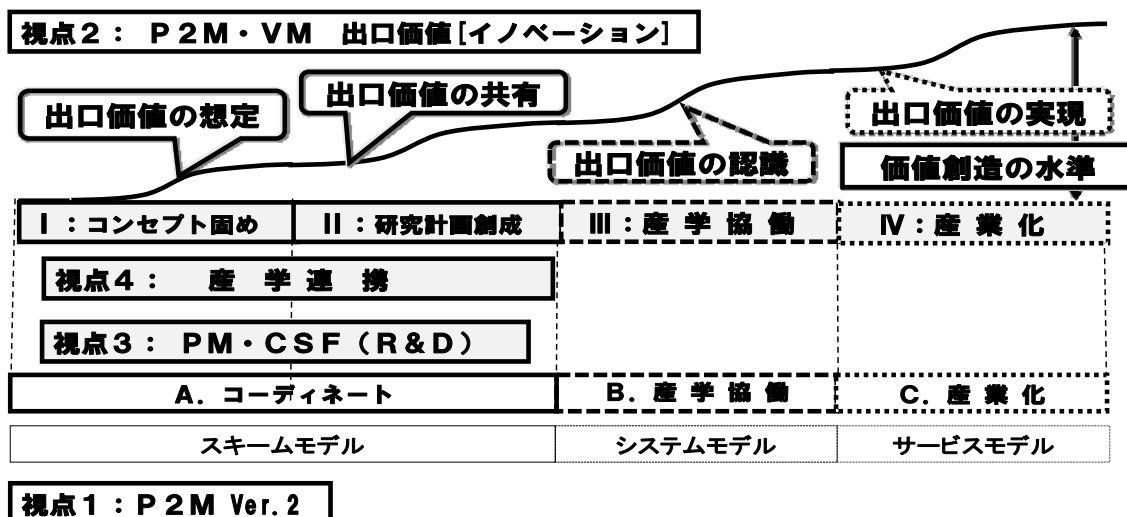 視点２： Ｐ２Ｍ・ＶＭ 出口価値[イノベーション]
出口価値の想定
出口価値の共有
出口価値の認識
出口価値の実現
価値創造の水準
Ⅰ：コンセプト固め
Ⅱ：研究計画創成
Ⅲ：産 学 協 働
Ⅳ：産 業 化
視点４： 産 学 連 携
視点３： ＰＭ・ＣＳＦ（Ｒ＆Ｄ）
Ａ．コーディネート
Ｂ．産 学 協 働
Ｃ．産 業 化
スキームモデル
システムモデル
サービスモデル
視点１：Ｐ２Ｍ Ver.2